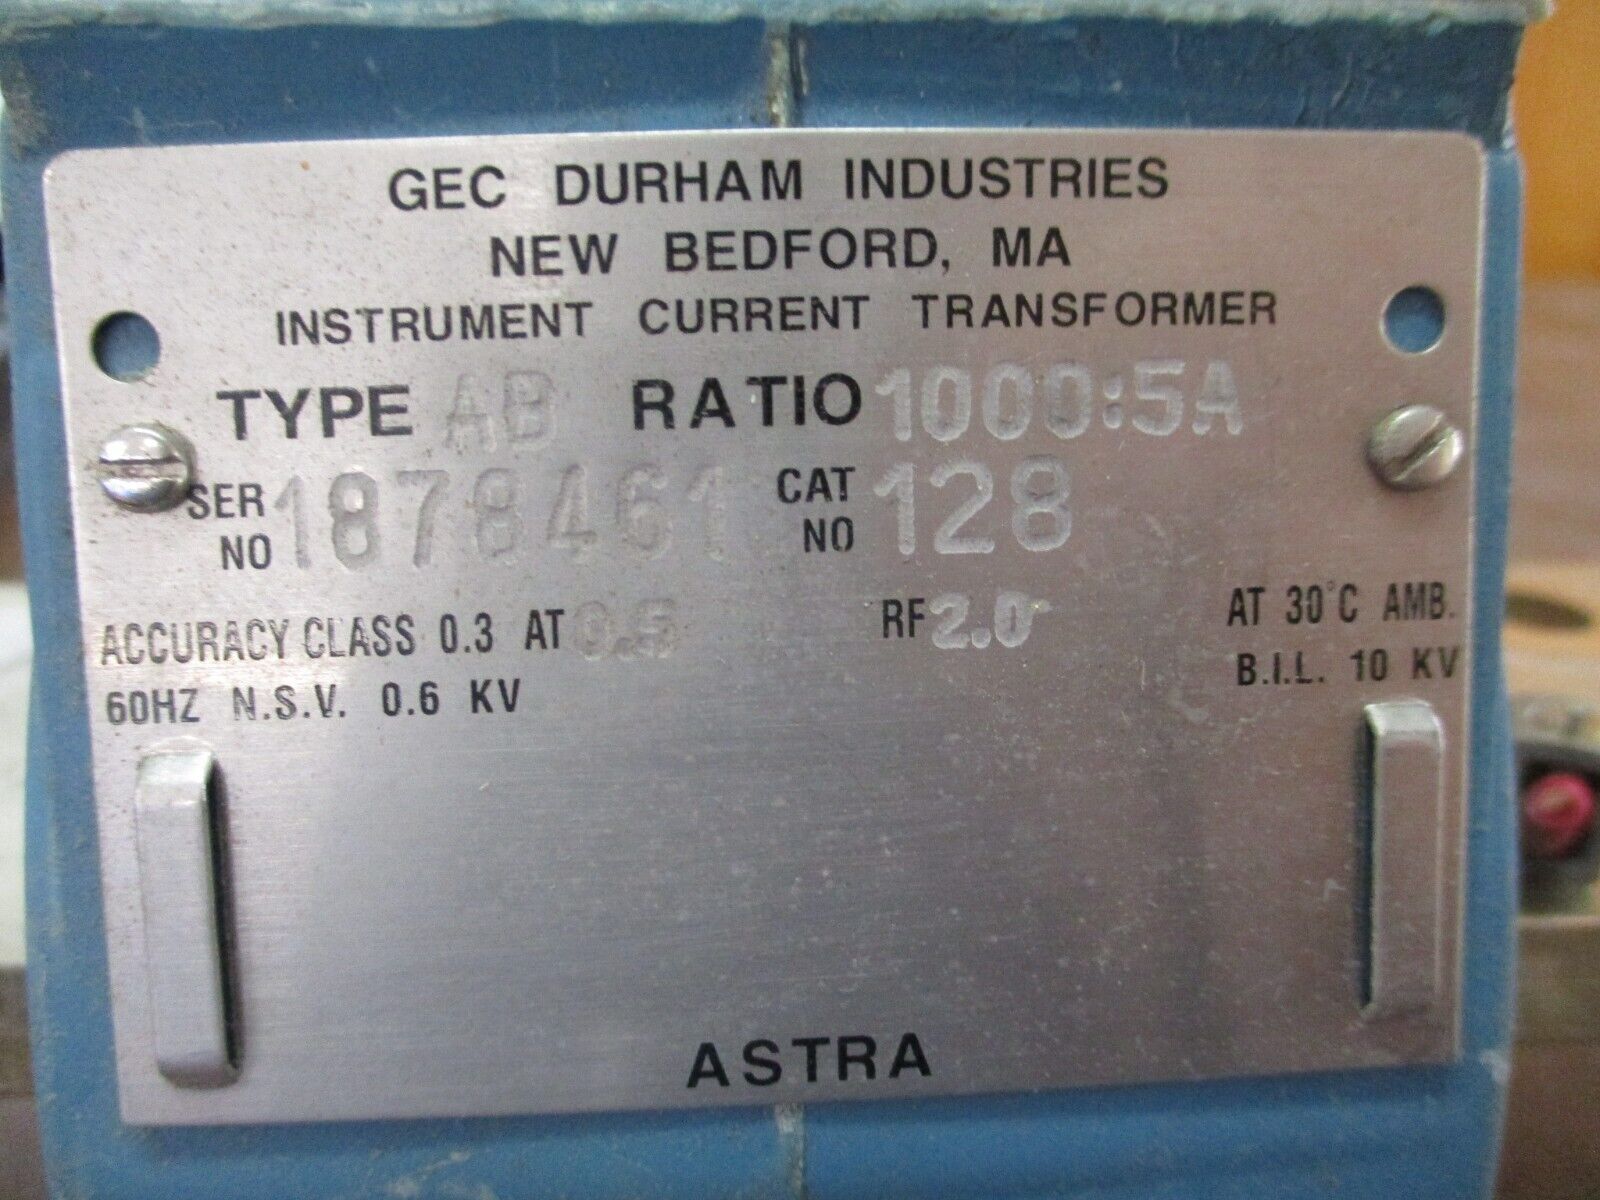 GEC DURHAM INDUSTRIES
NEW BEDFORD, MA
INSTRUMENT CURRENT TRANSFORMER
TYPE AB RATIO 1000:5A
SER NO 1878461 CAT NO 128
ACCURACY CLASS 0.3 AT 0.5 RF 2.0 AT 30°C AMB.
60HZ N.S.V. 0.6 KV B.I.L. 10 KV
ASTRA